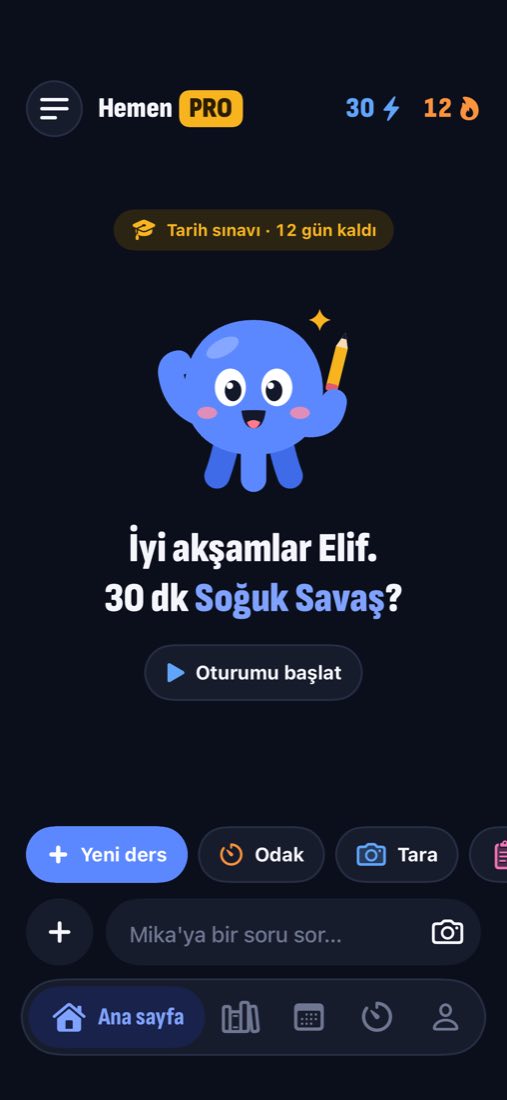 Hemen PRO 30 12
Tarih sınavı · 12 gün kaldı
İyi akşamlar Elif.
30 dk Soğuk Savaş?
Oturumu başlat
Yeni ders Odak Tara
Mika'ya bir soru sor...
Ana sayfa